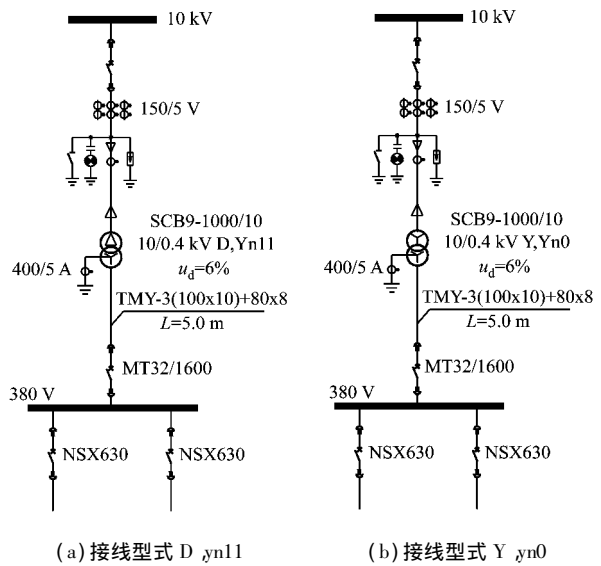 10 kV
150/5 V
SCB9-1000/10
10/0.4 kV D,Yn11
400/5 A
ud=6%
TMY-3(100x10)+80x8
L=5.0 m
MT32/1600
380 V
NSX630
NSX630
(a)接线型式 D ,yn11
10 kV
150/5 V
SCB9-1000/10
10/0.4 kV Y,Yn0
400/5 A
ud=6%
TMY-3(100x10)+80x8
L=5.0 m
MT32/1600
380 V
NSX630
NSX630
(b)接线型式 Y ,yn0